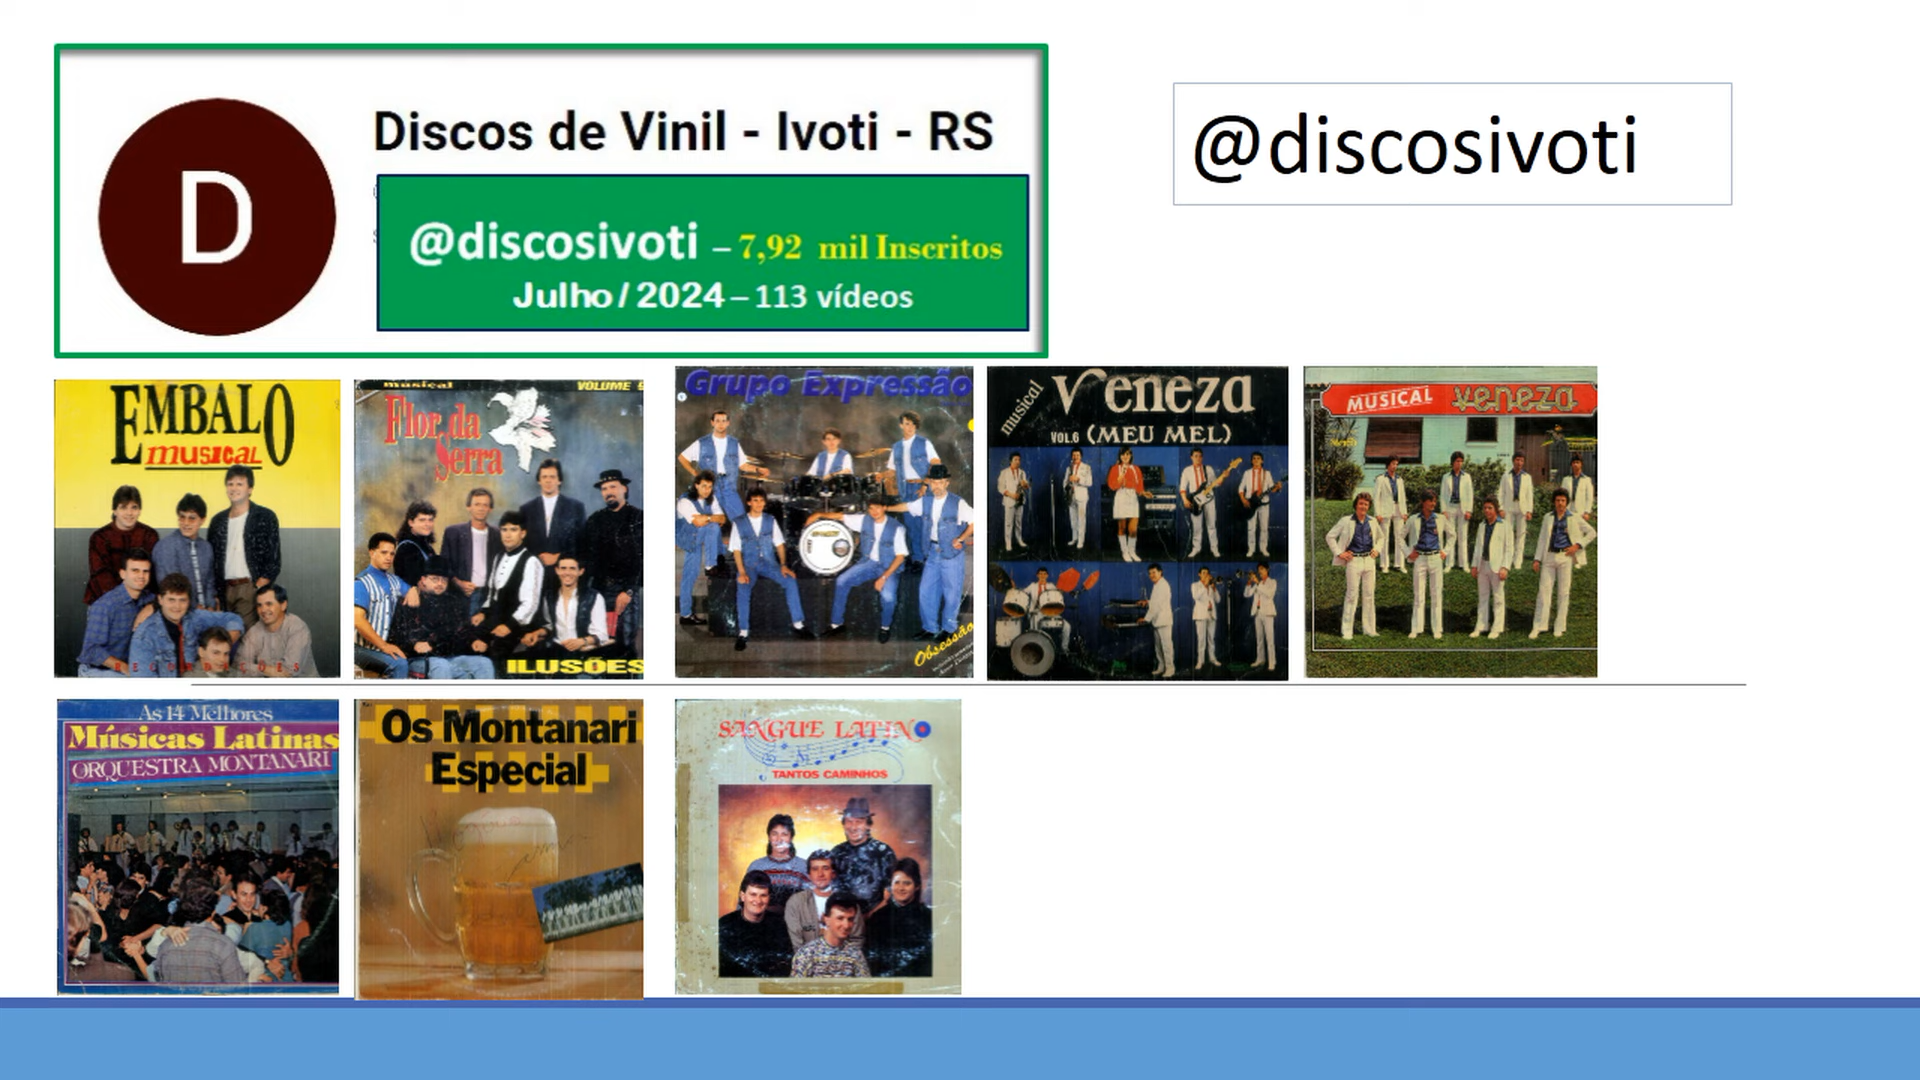 Discos de Vinil - Ivoti - RS
D
@discosivoti – 7,92 mil Inscritos
Julho / 2024 – 113 vídeos
@discosivoti
EMBALO
musical
RECORDAÇÕES
musical
VOLUME
Flor da
Serra
ILUSÕES
Grupo Expressão
Obsessão
musical
Veneza
VOL.6 (MEU MEL)
MUSICAL veneza
As 14 Melhores
Músicas Latinas
ORQUESTRA MONTANARI
Os Montanari
Especial
SANGUE LATINO
TANTOS CAMINHOS